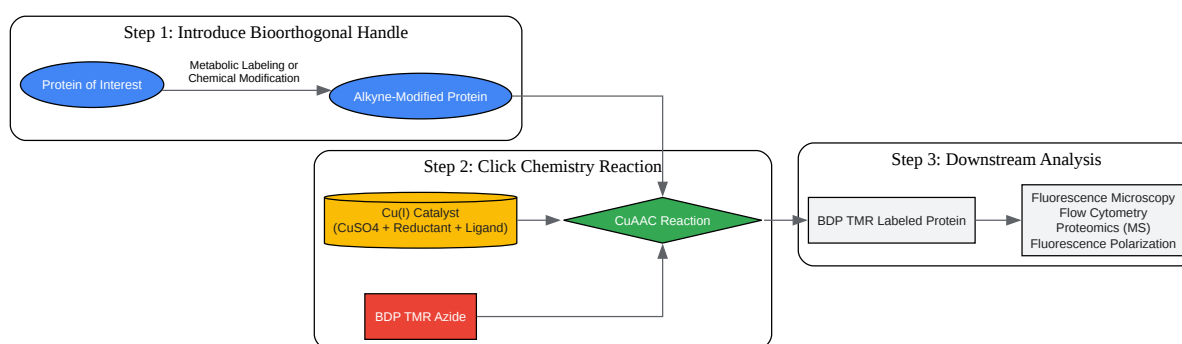 Step 1: Introduce Bioorthogonal Handle
Protein of Interest
Metabolic Labeling or
Chemical Modification
Alkyne-Modified Protein
Step 2: Click Chemistry Reaction
Cu(I) Catalyst
(CuSO4 + Reductant + Ligand)
CuAAC Reaction
BDP TMR Azide
Step 3: Downstream Analysis
BDP TMR Labeled Protein
Fluorescence Microscopy
Flow Cytometry
Proteomics (MS)
Fluorescence Polarization